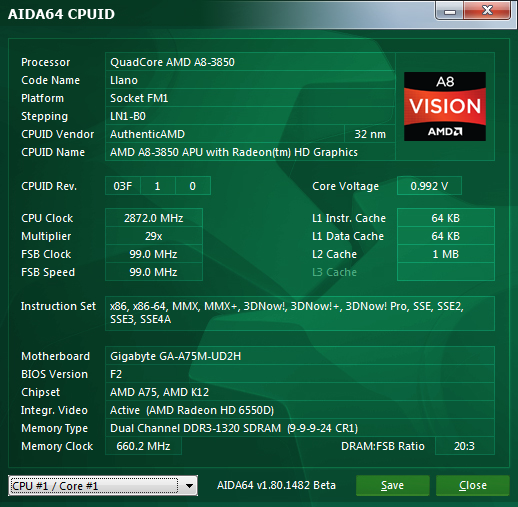 AIDA64 CPUID
Processor QuadCore AMD A8-3850
Code Name Llano
Platform Socket FM1
Stepping LN1-B0
CPUID Vendor AuthenticAMD 32 nm
CPUID Name AMD A8-3850 APU with Radeon(tm) HD Graphics
A8
VISION
AMD
CPUID Rev. 03F 1 0 Core Voltage 0.992 V
CPU Clock 2872.0 MHz L1 Instr. Cache 64 KB
Multiplier 29x L1 Data Cache 64 KB
FSB Clock 99.0 MHz L2 Cache 1 MB
FSB Speed 99.0 MHz L3 Cache
Instruction Set x86, x86-64, MMX, MMX+, 3DNow!, 3DNow!+, 3DNow! Pro, SSE, SSE2,
SSE3, SSE4A
Motherboard Gigabyte GA-A75M-UD2H
BIOS Version F2
Chipset AMD A75, AMD K12
Integr. Video Active (AMD Radeon HD 6550D)
Memory Type Dual Channel DDR3-1320 SDRAM (9-9-9-24 CR1)
Memory Clock 660.2 MHz DRAM:FSB Ratio 20:3
CPU #1 / Core #1 AIDA64 v1.80.1482 Beta Save Close